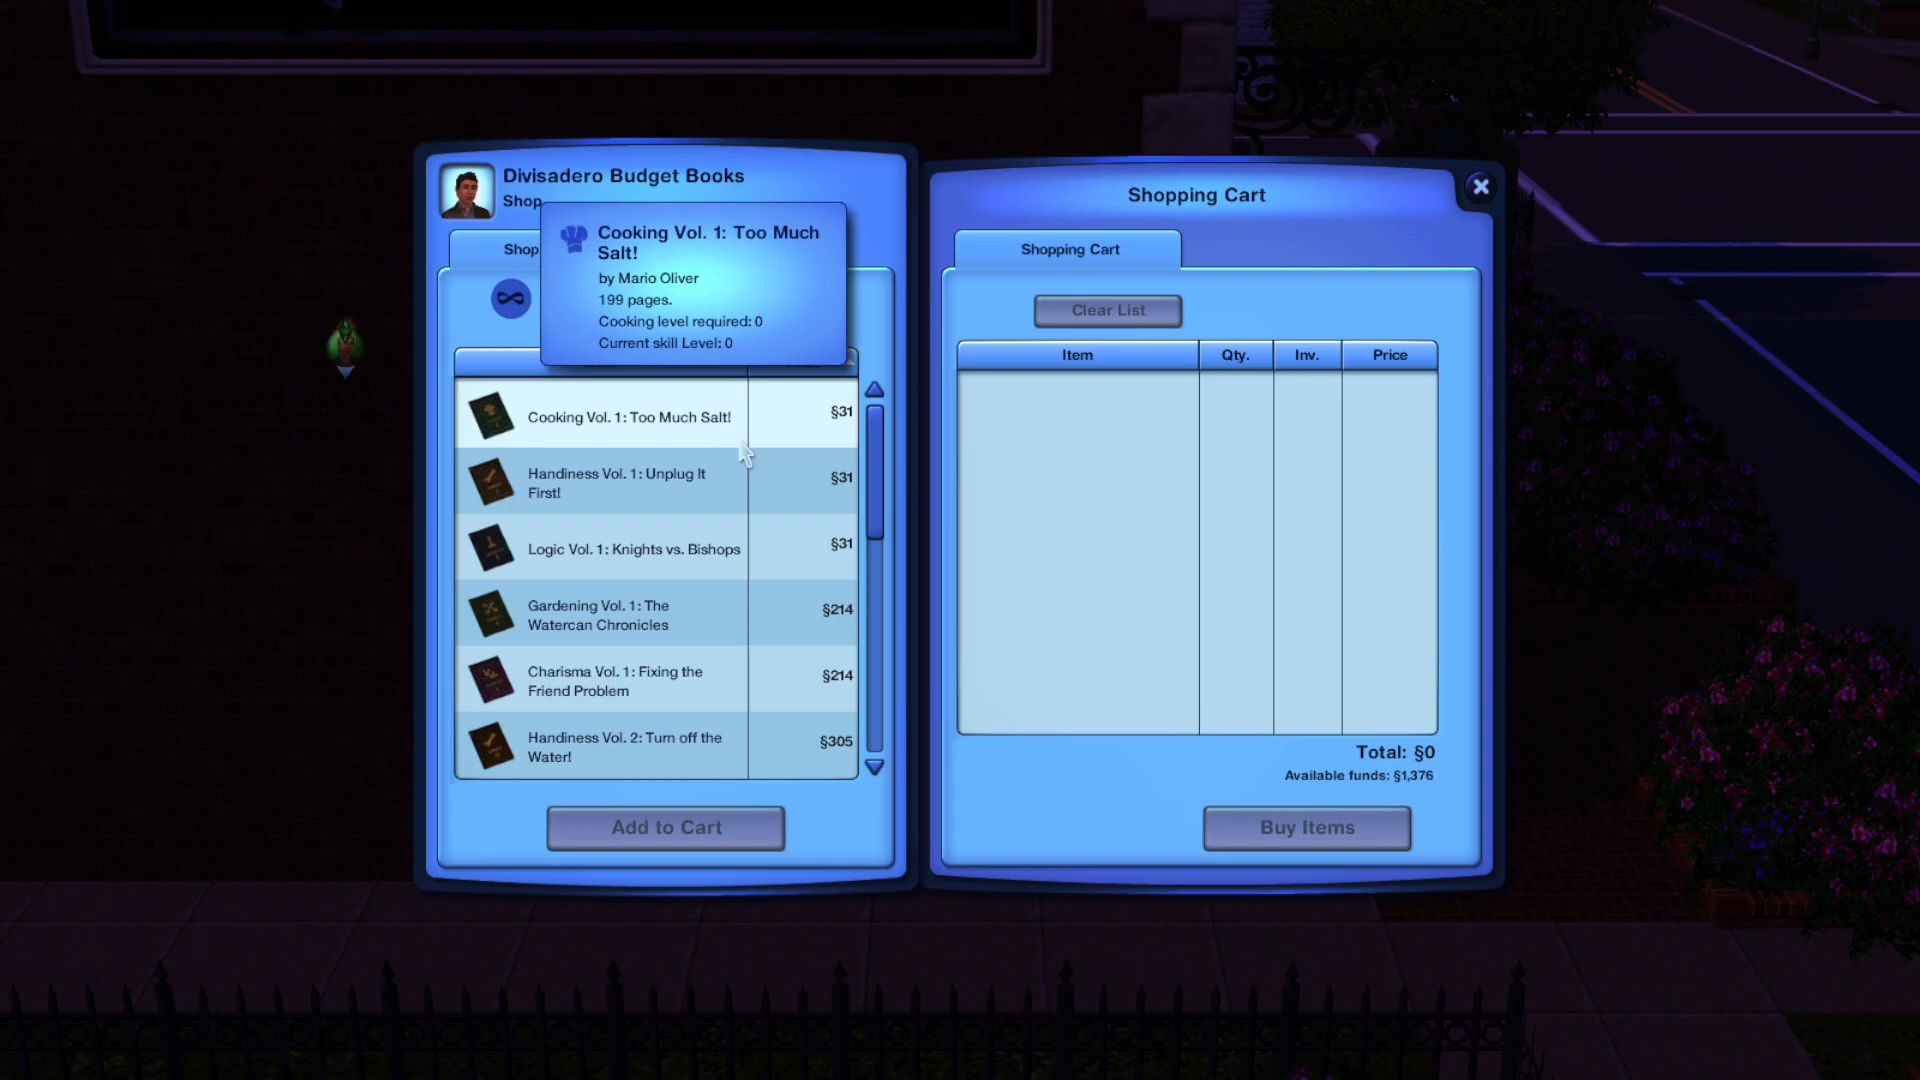 Divisadero Budget Books
Shop
Shop
Cooking Vol. 1: Too Much
Salt!
by Mario Oliver
199 pages.
Cooking level required: 0
Current skill Level: 0
Cooking Vol. 1: Too Much Salt!
§31
Handiness Vol. 1: Unplug It
First!
§31
Logic Vol. 1: Knights vs. Bishops
§31
Gardening Vol. 1: The
Watercan Chronicles
§214
Charisma Vol. 1: Fixing the
Friend Problem
§214
Handiness Vol. 2: Turn off the
Water!
§305
Add to Cart
Shopping Cart
Shopping Cart
Clear List
Item Qty. Inv. Price
Total: §0
Available funds: §1,376
Buy Items